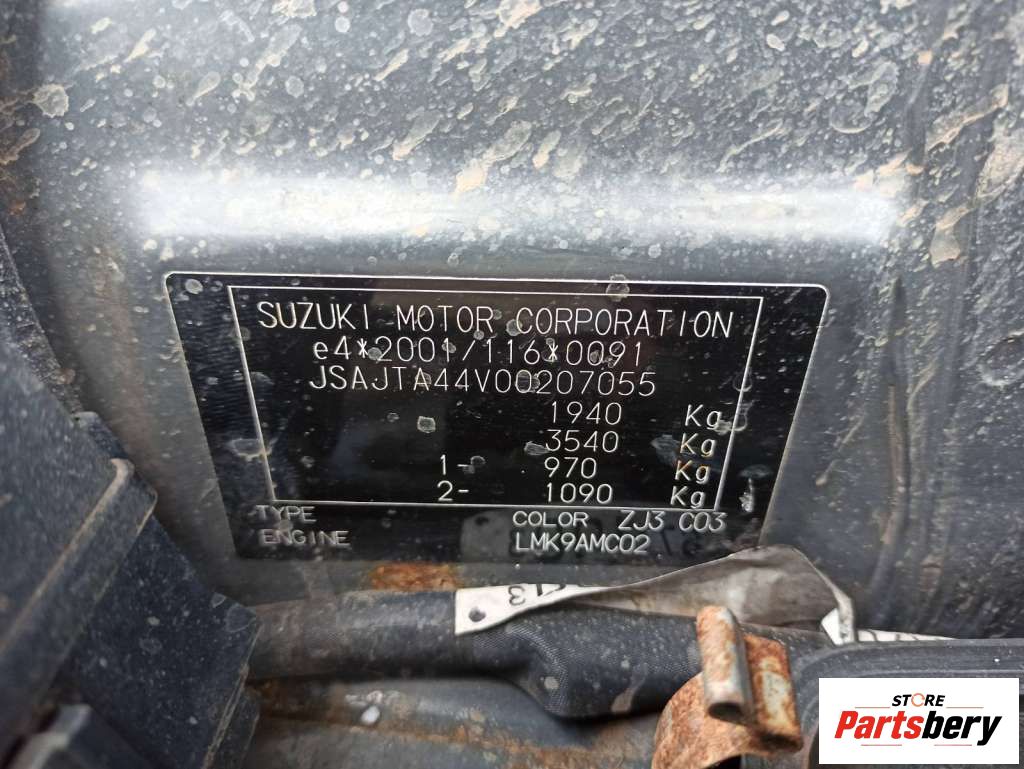 SUZUKI MOTOR CORPORATION
e4*2001/116*0091
JSAJTA44V00207055
1940 Kg
3540 Kg
1- 970 Kg
2- 1090 Kg
TYPE COLOR ZJ3 C03
ENGINE LMK9AMC02
STORE
Partsbery